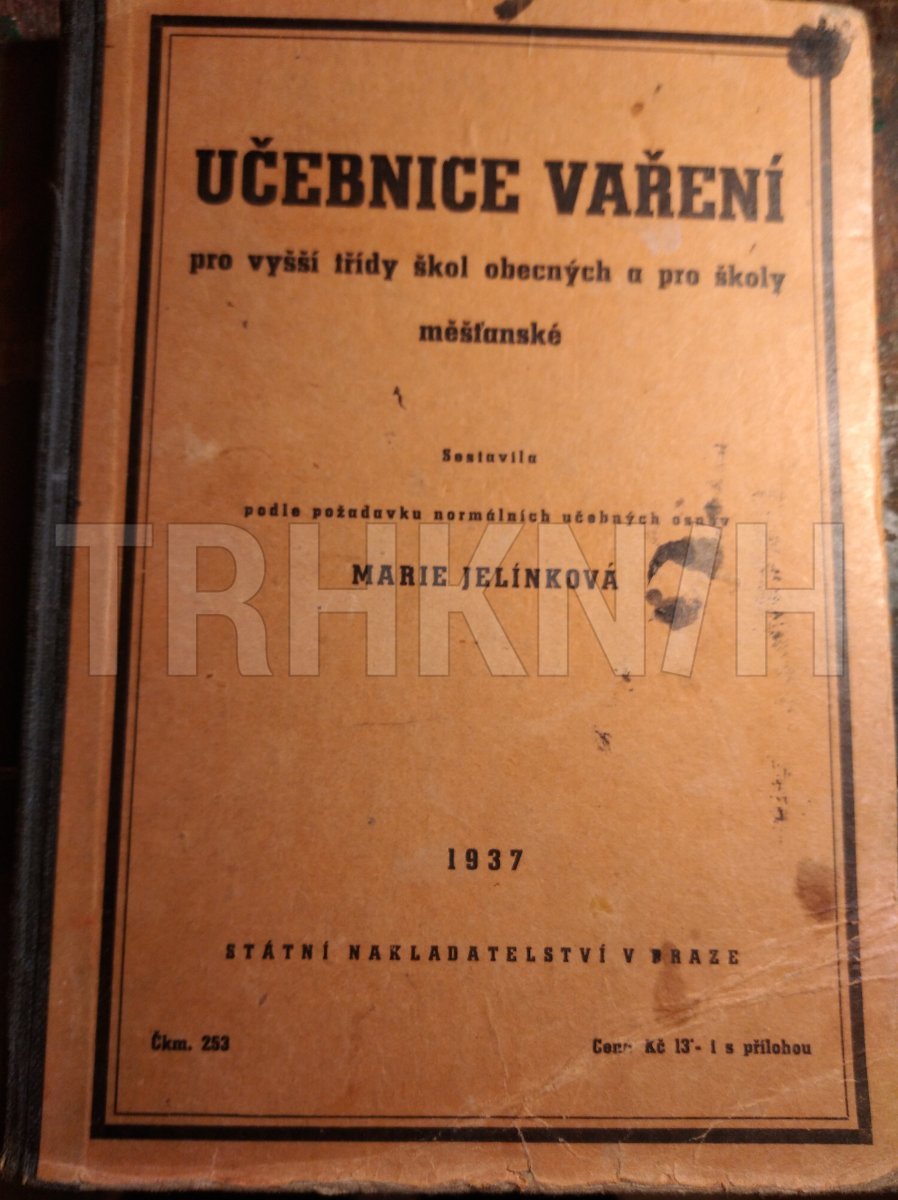 UČEBNICE VAŘENÍ
pro vyšší třídy škol obecných a pro školy
měšťanské
Sestavila
podle požadavku normálních učebných osnov
MARIE JELÍNKOVÁ
TRHKNIH
1937
STÁTNÍ NAKLADATELSTVÍ V PRAZE
Čkm. 253
Cena Kč 13·- i s přílohou